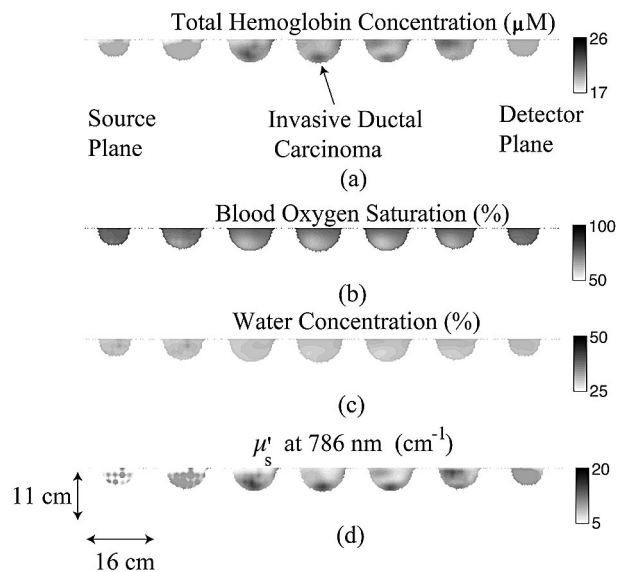 Total Hemoglobin Concentration (μM)
26
17
Source
Plane
Invasive Ductal
Carcinoma
Detector
Plane
(a)
Blood Oxygen Saturation (%)
100
50
(b)
Water Concentration (%)
50
25
(c)
μs' at 786 nm (cm⁻¹)
20
5
11 cm
16 cm
(d)